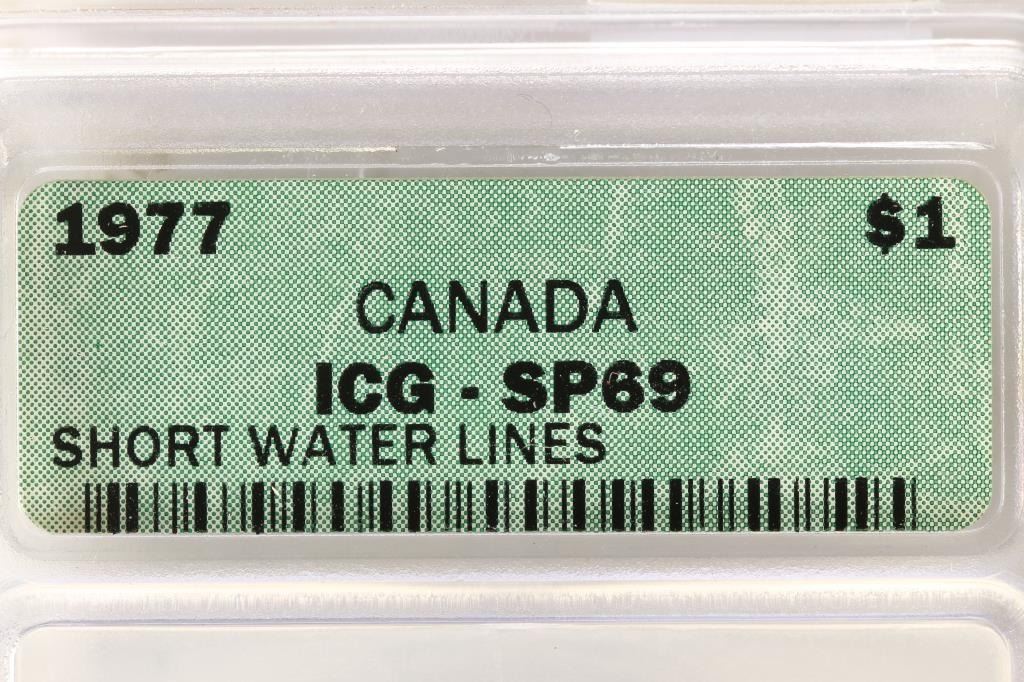 1977 $1
CANADA
ICG - SP69
SHORT WATER LINES